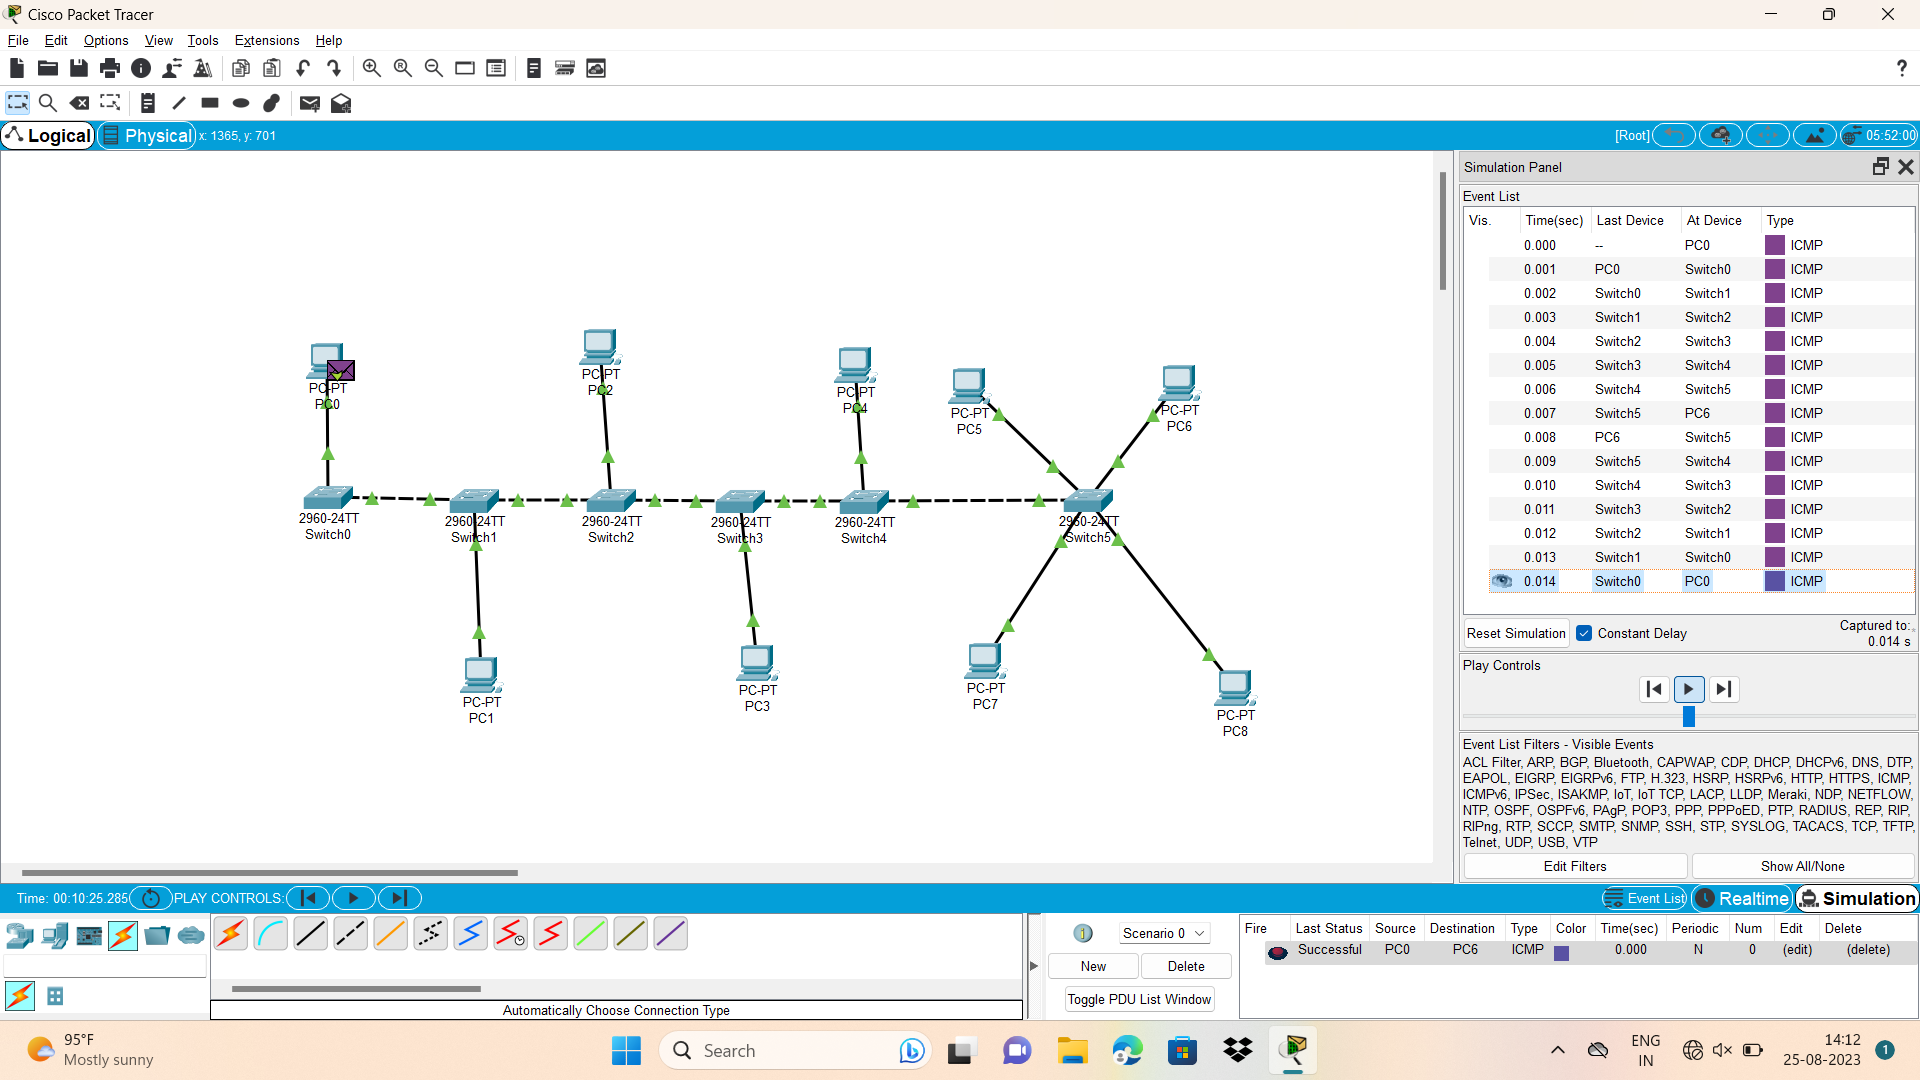 Cisco Packet Tracer
File Edit Options View Tools Extensions Help
?
Logical Physical x: 1365, y: 701 [Root] 05:52:00
Simulation Panel
Event List
Vis. Time(sec) Last Device At Device Type
0.000 -- PC0 ICMP
0.001 PC0 Switch0 ICMP
0.002 Switch0 Switch1 ICMP
0.003 Switch1 Switch2 ICMP
0.004 Switch2 Switch3 ICMP
0.005 Switch3 Switch4 ICMP
0.006 Switch4 Switch5 ICMP
0.007 Switch5 PC6 ICMP
0.008 PC6 Switch5 ICMP
0.009 Switch5 Switch4 ICMP
0.010 Switch4 Switch3 ICMP
0.011 Switch3 Switch2 ICMP
0.012 Switch2 Switch1 ICMP
0.013 Switch1 Switch0 ICMP
0.014 Switch0 PC0 ICMP
Reset Simulation Constant Delay Captured to:
0.014 s
Play Controls
Event List Filters - Visible Events
ACL Filter, ARP, BGP, Bluetooth, CAPWAP, CDP, DHCP, DHCPv6, DNS, DTP,
EAPOL, EIGRP, EIGRPv6, FTP, H.323, HSRP, HSRPv6, HTTP, HTTPS, ICMP,
ICMPv6, IPSec, ISAKMP, IoT, IoT TCP, LACP, LLDP, Meraki, NDP, NETFLOW,
NTP, OSPF, OSPFv6, PAgP, POP3, PPP, PPPoED, PTP, RADIUS, REP, RIP,
RIPng, RTP, SCCP, SMTP, SNMP, SSH, STP, SYSLOG, TACACS, TCP, TFTP,
Telnet, UDP, USB, VTP
Edit Filters Show All/None
PC-PT
PC0
PC-PT
PC2
PC-PT
PC4
PC-PT
PC5
PC-PT
PC6
2960-24TT
Switch0
2960-24TT
Switch1
2960-24TT
Switch2
2960-24TT
Switch3
2960-24TT
Switch4
2960-24TT
Switch5
PC-PT
PC1
PC-PT
PC3
PC-PT
PC7
PC-PT
PC8
Time: 00:10:25.285 PLAY CONTROLS: Event List Realtime Simulation
Automatically Choose Connection Type
1 Scenario 0
New Delete
Toggle PDU List Window
Fire Last Status Source Destination Type Color Time(sec) Periodic Num Edit Delete
Successful PC0 PC6 ICMP 0.000 N 0 (edit) (delete)
95°F
Mostly sunny
Search
ENG
IN
14:12
25-08-2023
1